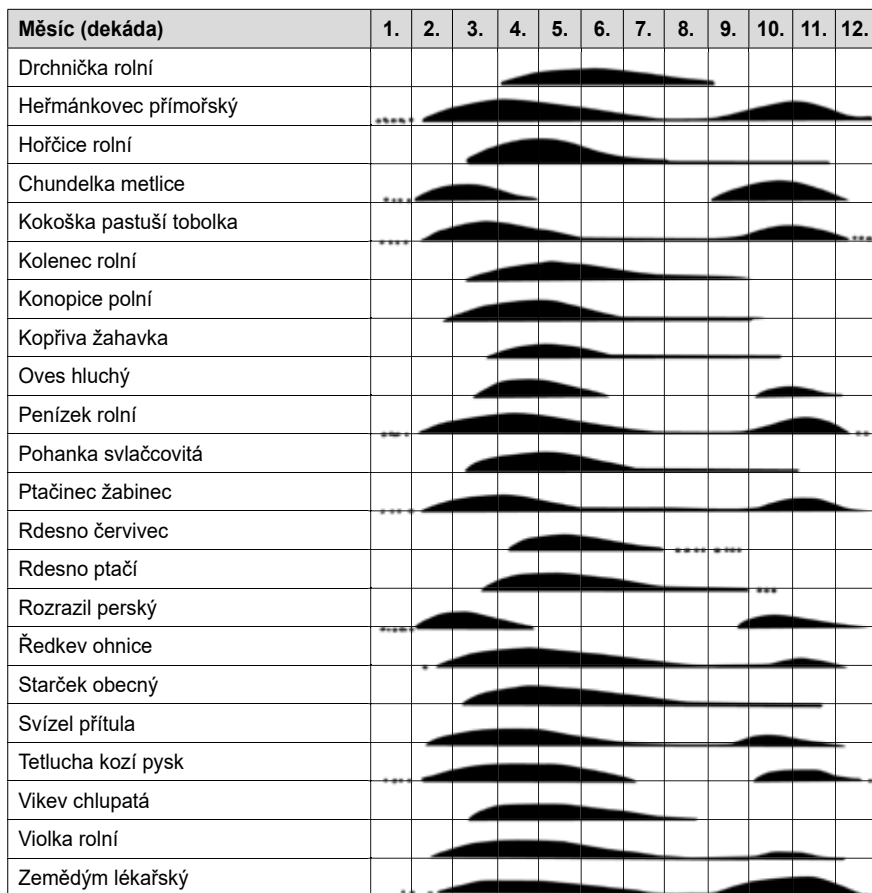 Měsíc (dekáda) 1. 2. 3. 4. 5. 6. 7. 8. 9. 10. 11. 12.
Drchnička rolní
Heřmánkovec přímořský
Hořčice rolní
Chundelka metlice
Kokoška pastuší tobolka
Kolenec rolní
Konopice polní
Kopřiva žahavka
Oves hluchý
Penízek rolní
Pohanka svlačcovitá
Ptačinec žabinec
Rdesno červivec
Rdesno ptačí
Rozrazil perský
Ředkev ohnice
Starček obecný
Svízel přítula
Tetlucha kozí pysk
Vikev chlupatá
Violka rolní
Zemědým lékařský